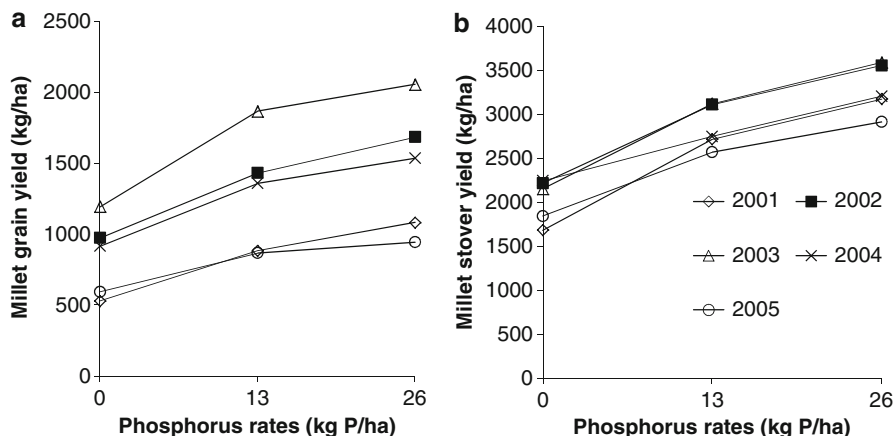 a
Millet grain yield (kg/ha)
2500
2000
1500
1000
500
0
0 13 26
Phosphorus rates (kg P/ha)
b
Millet stover yield (kg/ha)
4000
3500
3000
2500
2000
1500
1000
500
0
0 13 26
Phosphorus rates (kg P/ha)
2001 2002
2003 2004
2005